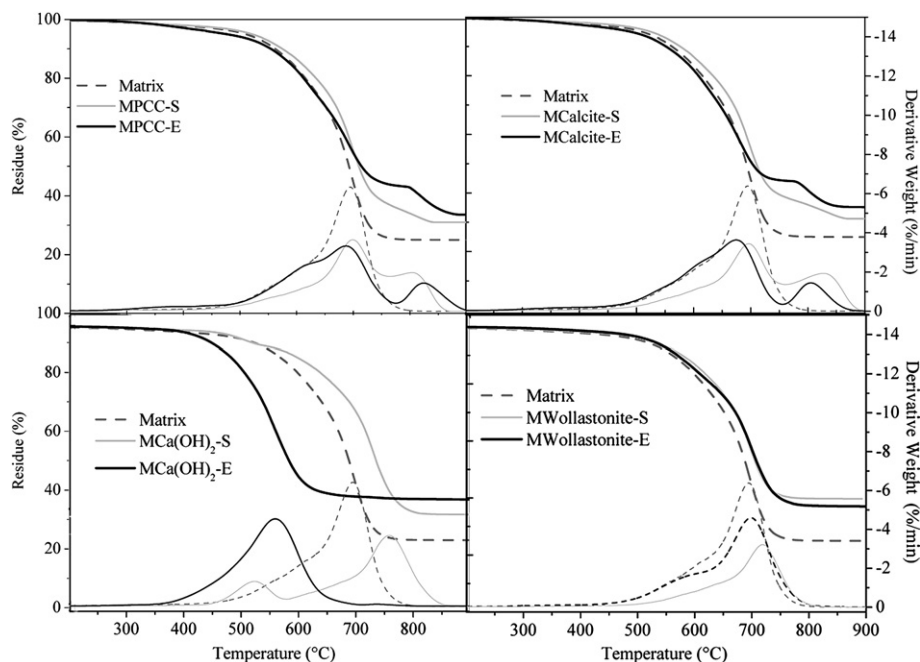 100
80
60
40
20
Residue (%)
Matrix
MPCC-S
MPCC-E
Matrix
MCalcite-S
MCalcite-E
-14
-12
-10
-8
-6
-4
-2
0
Derivative Weight (%/min)
100
80
60
40
20
0
Residue (%)
Matrix
MCa(OH)₂-S
MCa(OH)₂-E
200 300 400 500 600 700 800
Temperature (°C)
Matrix
MWollastonite-S
MWollastonite-E
-14
-12
-10
-8
-6
-4
-2
0
Derivative Weight (%/min)
300 400 500 600 700 800 900
Temperature (°C)